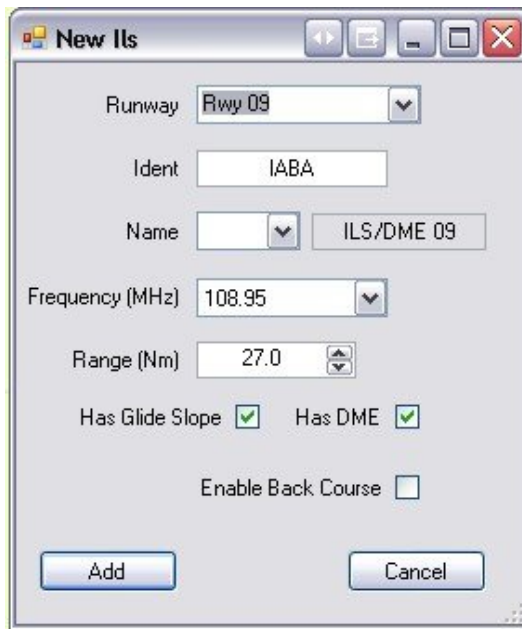 New Ils
Runway Rwy 09
Ident IABA
Name ILS/DME 09
Frequency (MHz) 108.95
Range (Nm) 27.0
Has Glide Slope Has DME
Enable Back Course
Add Cancel